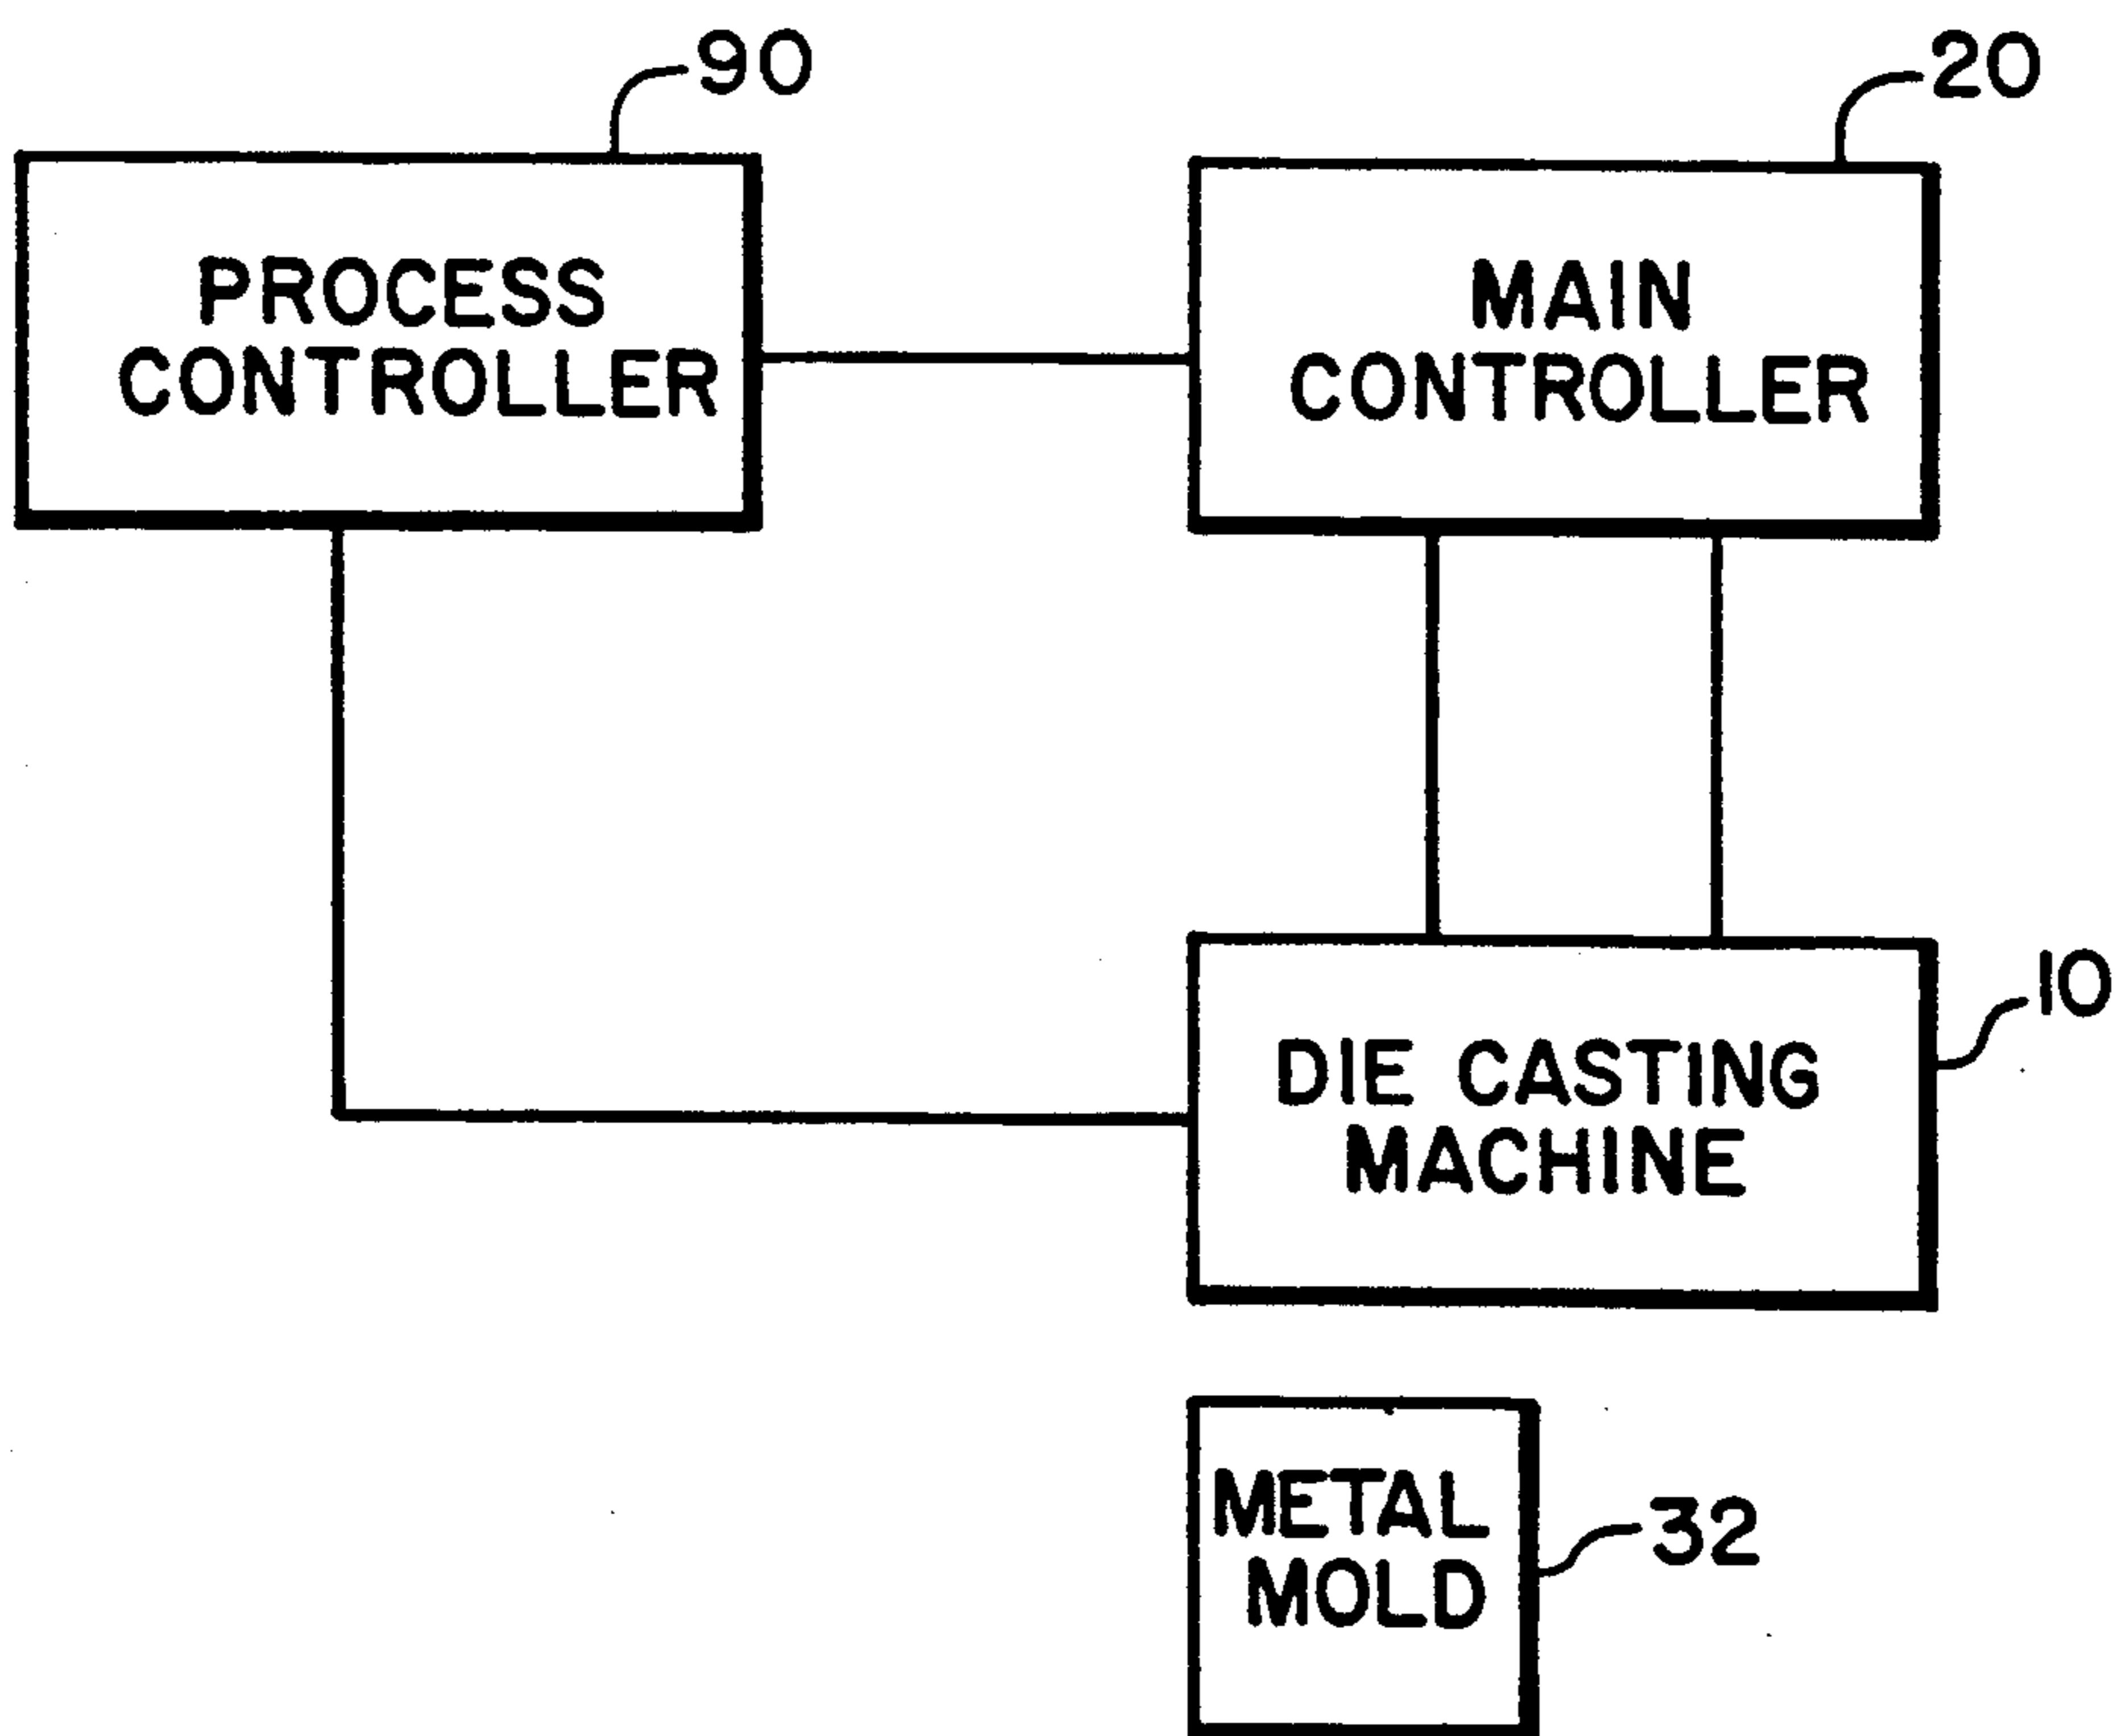 90
20
PROCESS
CONTROLLER
MAIN
CONTROLLER
10
DIE CASTING
MACHINE
METAL
MOLD
32